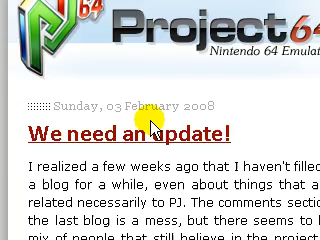 64
Project64
Nintendo 64 Emulat
Sunday, 03 February 2008
We need an update!
I realized a few weeks ago that I haven't filled
a blog for a while, even about things that a
related necessarily to PJ. The comments sectio
the last blog is a mess, but there seems to
mix of people that still believe in the project